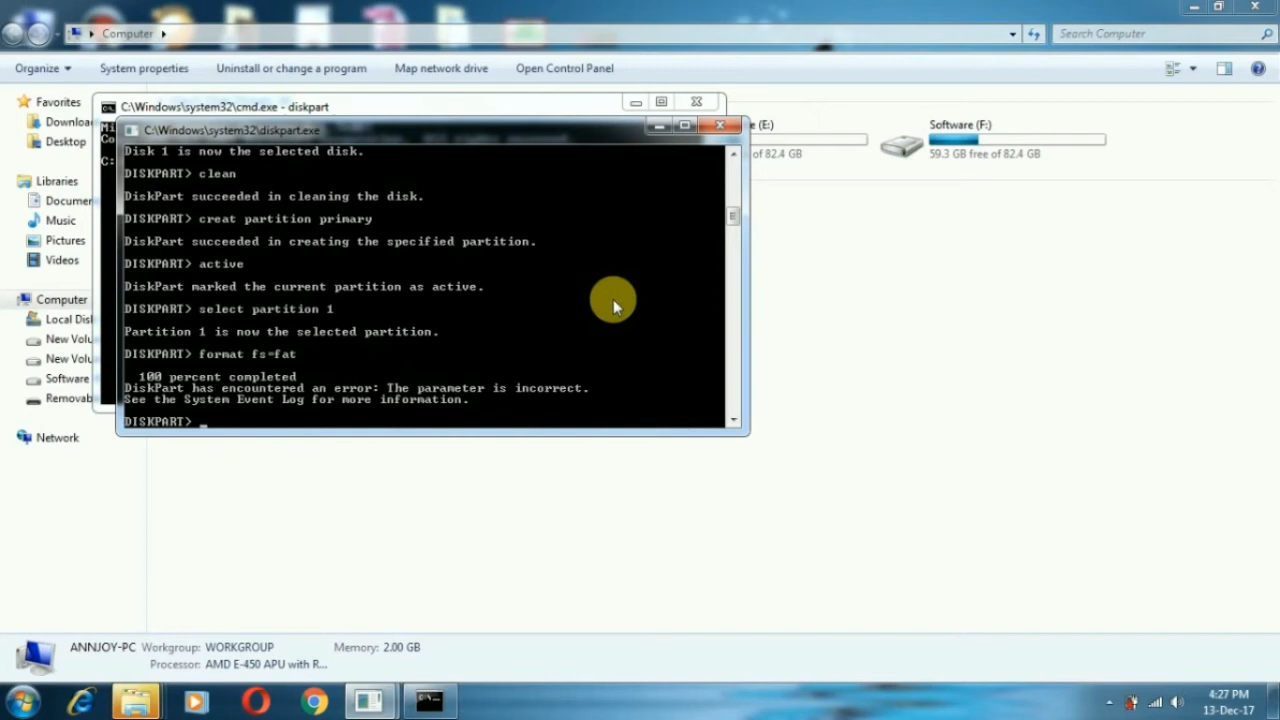 Computer
Search Computer
Organize
System properties
Uninstall or change a program
Map network drive
Open Control Panel
Favorites
Desktop
Libraries
Music
Pictures
Videos
Computer
Local
New
New
Software
Network
C:\Windows\system32\cmd.exe - diskpart
C:\Windows\system32\diskpart.exe
Disk 1 is now the selected disk.
DISKPART> clean
DiskPart succeeded in cleaning the disk.
DISKPART> creat partition primary
DiskPart succeeded in creating the specified partition.
DISKPART> active
DiskPart marked the current partition as active.
DISKPART> select partition 1
Partition 1 is now the selected partition.
DISKPART> format fs=fat
100 percent completed
DiskPart has encountered an error: The parameter is incorrect.
See the System Event Log for more information.
DISKPART> _
(E:)
of 82.4 GB
Software (F:)
59.3 GB free of 82.4 GB
ANNJOY-PC Workgroup: WORKGROUP Memory: 2.00 GB
Processor: AMD E-450 APU with R...
4:27 PM
13-Dec-17